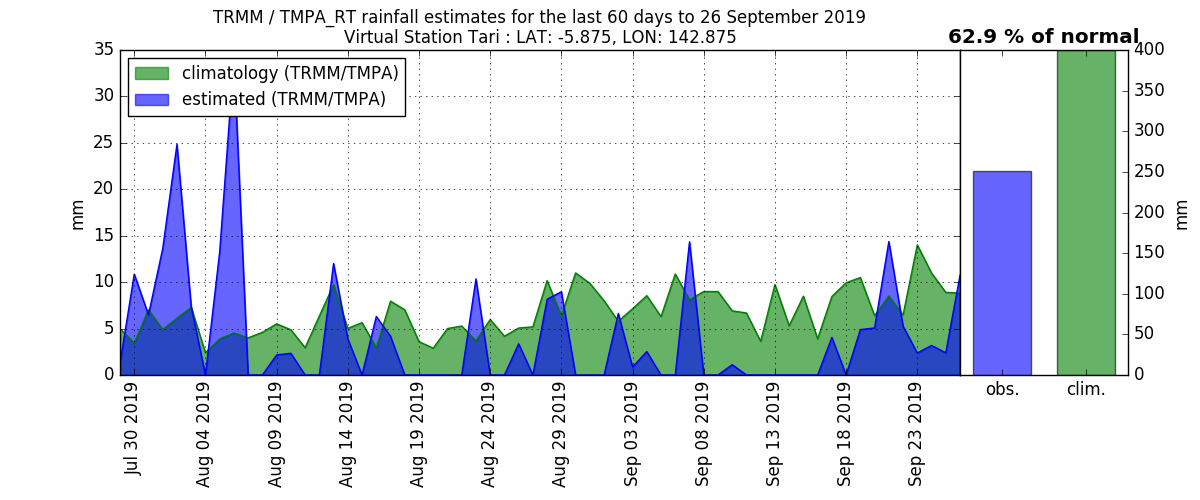 TRMM / TMPA_RT rainfall estimates for the last 60 days to 26 September 2019
Virtual Station Tari : LAT: -5.875, LON: 142.875
62.9 % of normal
climatology (TRMM/TMPA)
estimated (TRMM/TMPA)
35
30
25
20
15
10
5
0
mm
Jul 30 2019
Aug 04 2019
Aug 09 2019
Aug 14 2019
Aug 19 2019
Aug 24 2019
Aug 29 2019
Sep 03 2019
Sep 08 2019
Sep 13 2019
Sep 18 2019
Sep 23 2019
obs.
clim.
400
350
300
250
200
150
100
50
0
mm